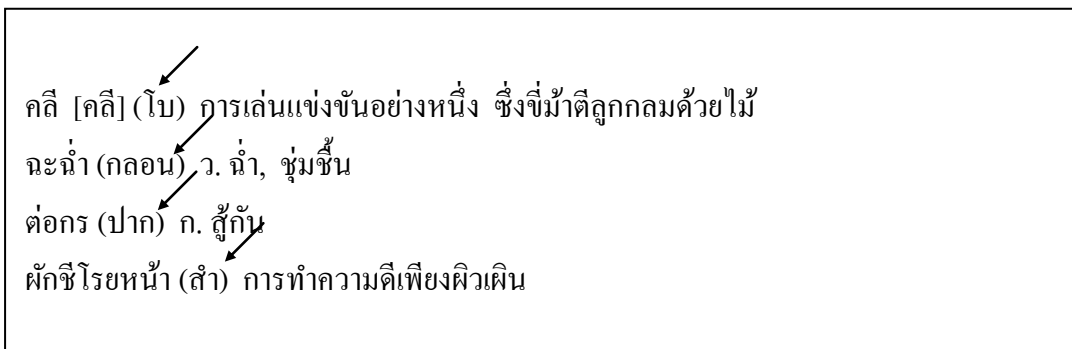 คลี [คลี] (โบ) การเล่นแข่งขันอย่างหนึ่ง ซึ่งขี่ม้าตีลูกกลมด้วยไม้
ฉะฉ่ำ (กลอน) ว. ฉ่ำ, ชุ่มชื้น
ต่อกร (ปาก) ก. สู้กัน
ผักชีโรยหน้า (สำ) การทำความดีเพียงผิวเผิน